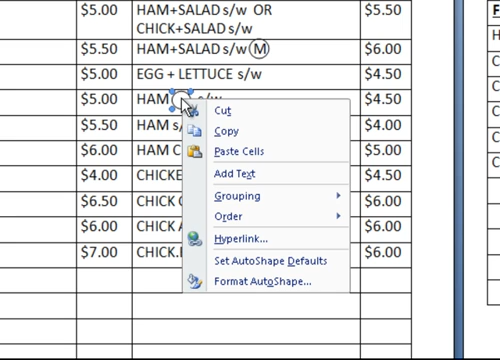 $5.00 HAM+SALAD s/w OR $5.50
CHICK+SALAD s/w
$5.50 HAM+SALAD s/w M $6.00
$5.00 EGG + LETTUCE s/w $4.50
$5.00 HAM s/w $4.50
$5.50 HAM s/ $4.00
$6.00 HAM C $5.00
$4.00 CHICKE $4.50
$6.50 CHICK $6.00
$6.00 CHICK $6.00
$7.00 CHICK. $6.00
Cut
Copy
Paste Cells
Add Text
Grouping
Order
Hyperlink...
Set AutoShape Defaults
Format AutoShape...
F
H
C
C
C
C